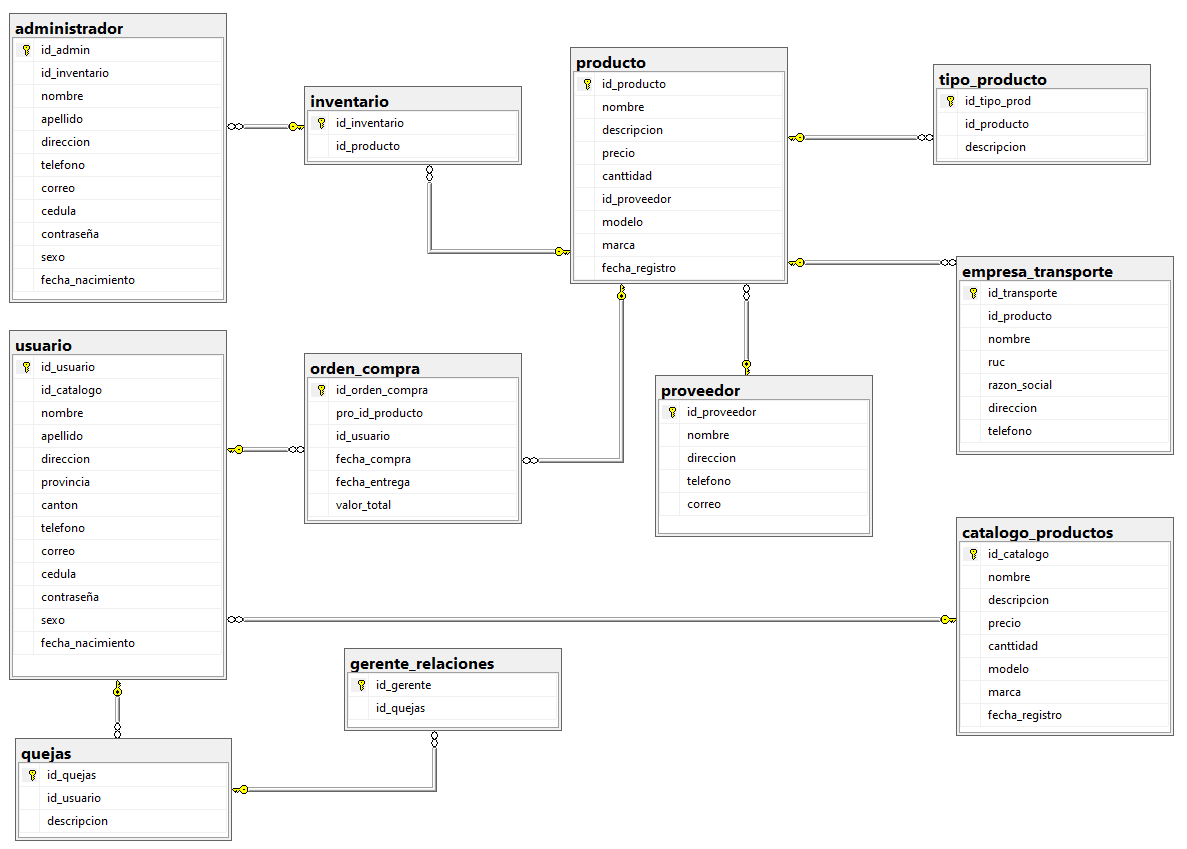 administrador
id_admin
id_inventario
nombre
apellido
direccion
telefono
correo
cedula
contraseña
sexo
fecha_nacimiento
inventario
id_inventario
id_producto
producto
id_producto
nombre
descripcion
precio
canttidad
id_proveedor
modelo
marca
fecha_registro
tipo_producto
id_tipo_prod
id_producto
descripcion
empresa_transporte
id_transporte
id_producto
nombre
ruc
razon_social
direccion
telefono
usuario
id_usuario
id_catalogo
nombre
apellido
direccion
provincia
canton
telefono
correo
cedula
contraseña
sexo
fecha_nacimiento
orden_compra
id_orden_compra
pro_id_producto
id_usuario
fecha_compra
fecha_entrega
valor_total
proveedor
id_proveedor
nombre
direccion
telefono
correo
catalogo_productos
id_catalogo
nombre
descripcion
precio
canttidad
modelo
marca
fecha_registro
gerente_relaciones
id_gerente
id_quejas
quejas
id_quejas
id_usuario
descripcion